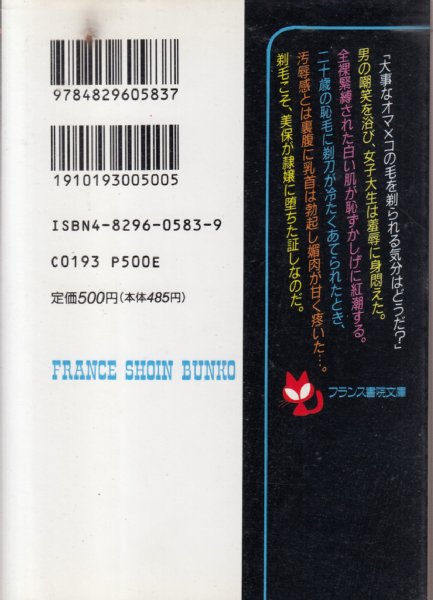 9784829605837
1910193005005
ISBN4-8296-0583-9
C0193 P500E
定価500円(本体485円)
FRANCE SHOIN BUNKO
「大事なオマ×コの毛を剃られる気分はどうだ?」
男の嘲笑を浴び、女子大生は羞辱に身悶えた。
全裸緊縛された白い肌が恥ずかしげに紅潮する。
二十歳の恥毛に剃刀が冷たくあてられたとき、
汚辱感とは裏腹に乳首は勃起し媚肉が甘く疼いた…。
剃毛こそ、美保が隷嬢に堕ちた証しなのだ。
フランス書院文庫